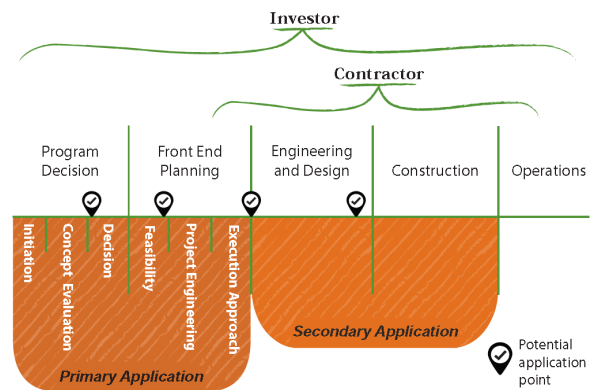 Investor
Contractor
Program
Decision
Front End
Planning
Engineering
and Design
Construction
Operations
Initiation
Concept Evaluation
Decision
Feasibility
Project Engineering
Execution Approach
Primary Application
Secondary Application
Potential
application
point